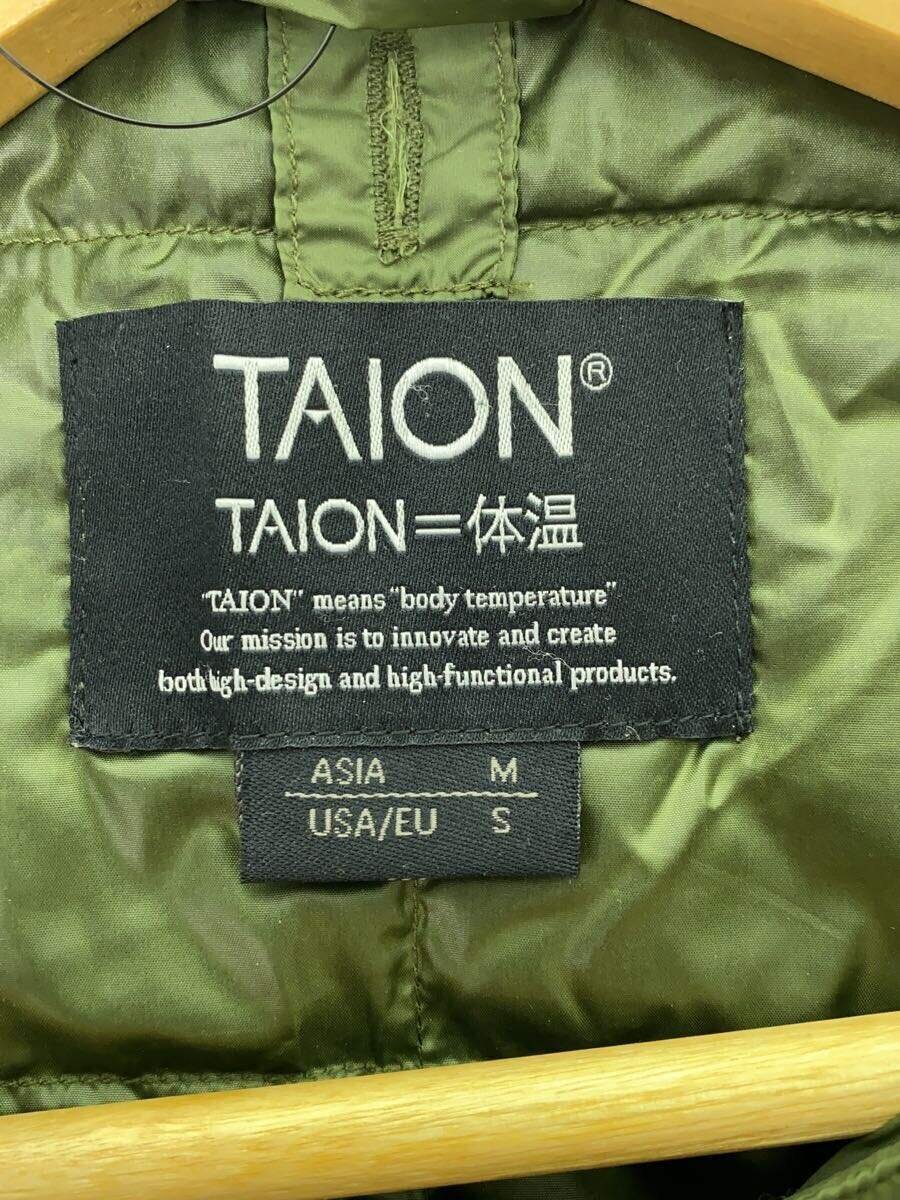 TAION®
TAION=体温
"TAION" means "body temperature"
Our mission is to innovate and create
both high-design and high-functional products.
ASIA M
USA/EU S